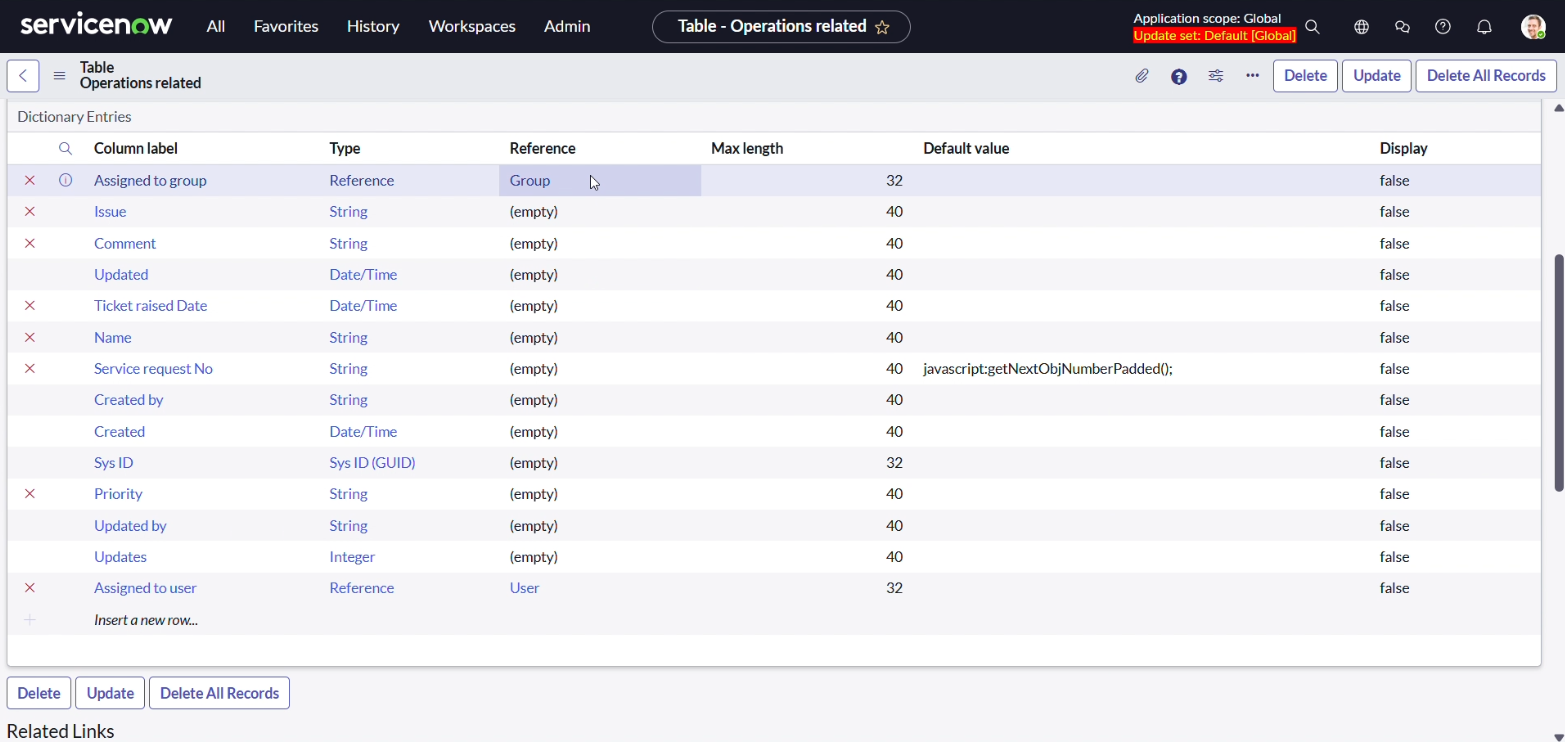 servicenow All Favorites History Workspaces Admin Table - Operations related Application scope: Global
Update set: Default [Global]
Table
Operations related Delete Update Delete All Records
Dictionary Entries
Column label Type Reference Max length Default value Display
Assigned to group Reference Group 32 false
Issue String (empty) 40 false
Comment String (empty) 40 false
Updated Date/Time (empty) 40 false
Ticket raised Date Date/Time (empty) 40 false
Name String (empty) 40 false
Service request No String (empty) 40 javascript:getNextObjNumberPadded(); false
Created by String (empty) 40 false
Created Date/Time (empty) 40 false
Sys ID Sys ID (GUID) (empty) 32 false
Priority String (empty) 40 false
Updated by String (empty) 40 false
Updates Integer (empty) 40 false
Assigned to user Reference User 32 false
Insert a new row...
Delete Update Delete All Records
Related Links